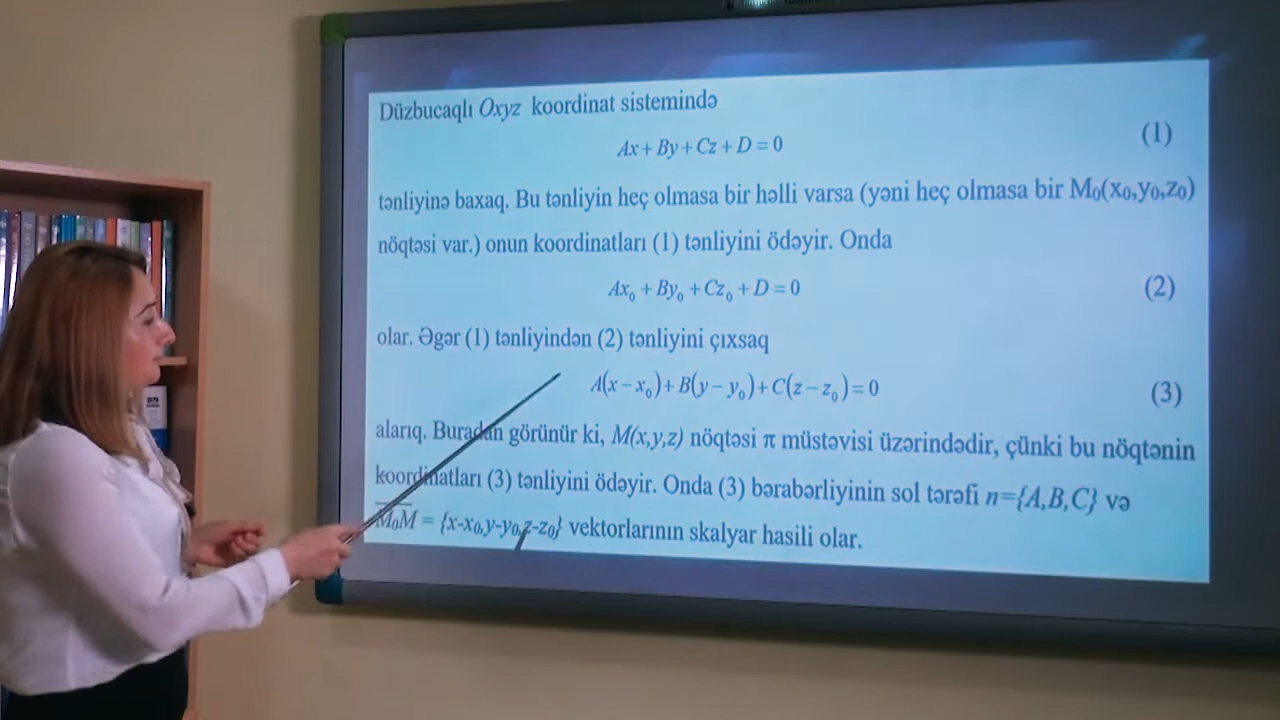 Düzbucaqlı Oxyz koordinat sistemində
Ax + By + Cz + D = 0 (1)
tənliyinə baxaq. Bu tənliyin heç olmasa bir həlli varsa (yəni heç olmasa bir M₀(x₀,y₀,z₀)
nöqtəsi var.) onun koordinatları (1) tənliyini ödəyir. Onda
Ax₀ + By₀ + Cz₀ + D = 0 (2)
olar. Əgər (1) tənliyindən (2) tənliyini çıxsaq
A(x − x₀) + B(y − y₀) + C(z − z₀) = 0 (3)
alarıq. Buradan görünür ki, M(x,y,z) nöqtəsi π müstəvisi üzərindədir, çünki bu nöqtənin
koordinatları (3) tənliyini ödəyir. Onda (3) bərabərliyinin sol tərəfi n={A,B,C} və
M₀M = {x-x₀,y-y₀,z-z₀} vektorlarının skalyar hasili olar.